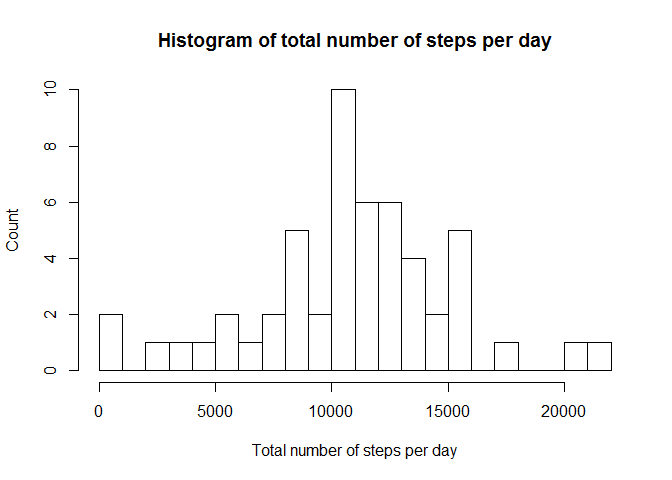 Histogram of total number of steps per day
Count
10
8
6
4
2
0
0 5000 10000 15000 20000
Total number of steps per day